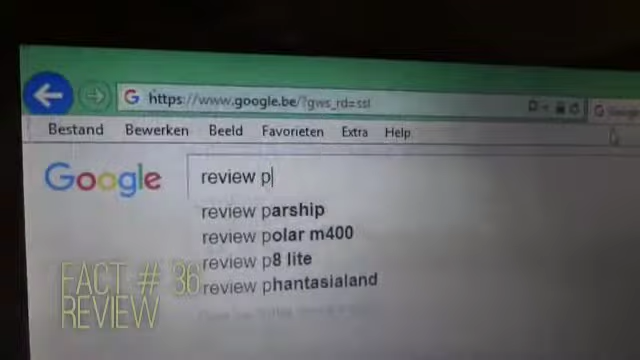 https://www.google.be/?gws_rd=ssl
Google
Bestand Bewerken Beeld Favorieten Extra Help
Google
review p
review parship
review polar m400
review p8 lite
review phantasialand
FACT # 36
REVIEW